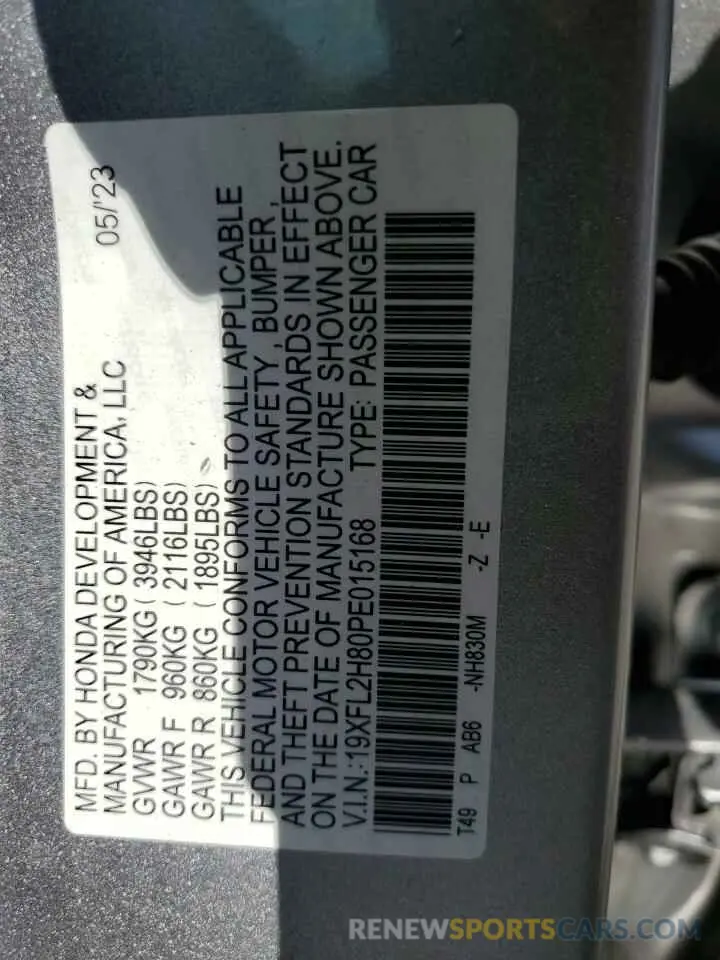 05/'23
MFD. BY HONDA DEVELOPMENT &
MANUFACTURING OF AMERICA, LLC
GVWR 1790KG ( 3946LBS)
GAWR F 960KG ( 2116LBS)
GAWR R 860KG ( 1895LBS)
THIS VEHICLE CONFORMS TO ALL APPLICABLE
FEDERAL MOTOR VEHICLE SAFETY , BUMPER ,
AND THEFT PREVENTION STANDARDS IN EFFECT
ON THE DATE OF MANUFACTURE SHOWN ABOVE.
V.I.N.:19XFL2H80PE015168 TYPE: PASSENGER CAR
T49 P AB6 -NH830M -Z -E
RENEWSPORTSCARS.COM